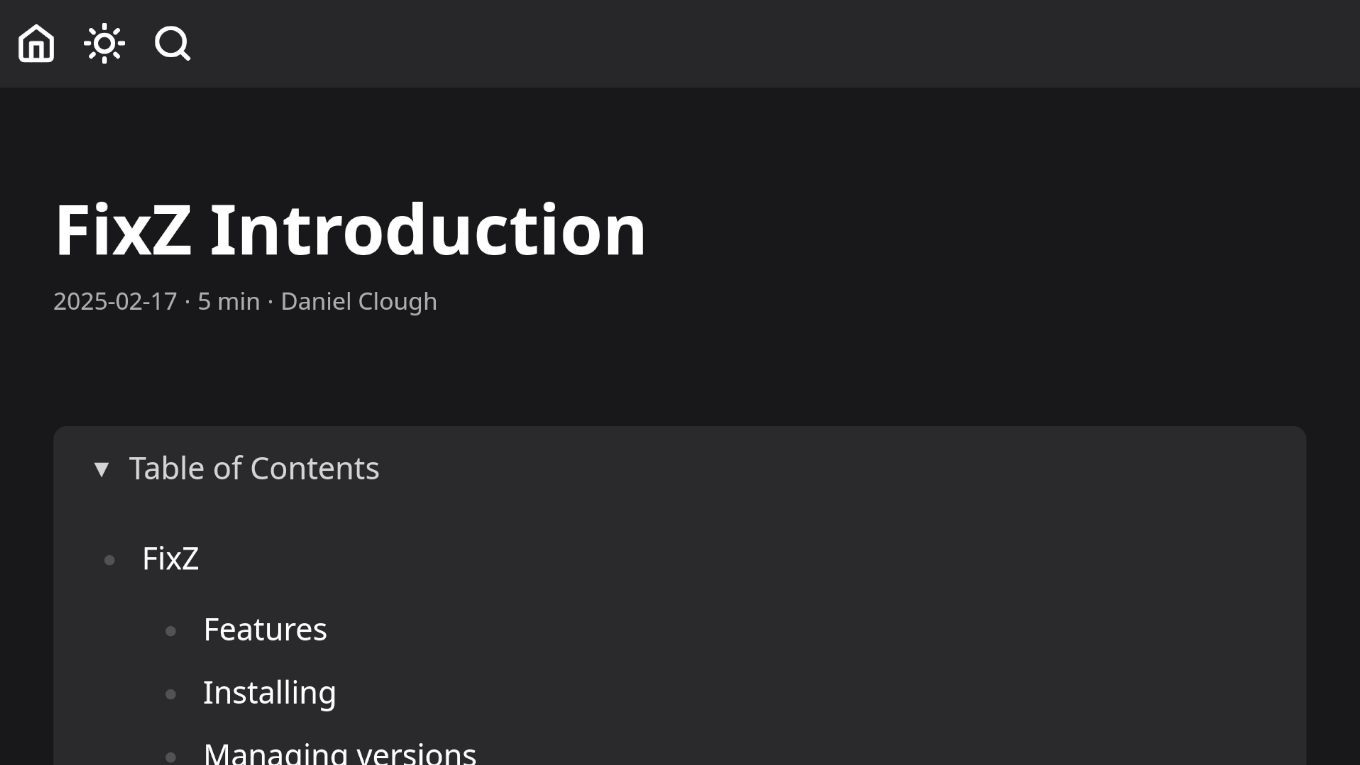 FixZ Introduction
2025-02-17 · 5 min · Daniel Clough
▼ Table of Contents
FixZ
Features
Installing
Managing versions